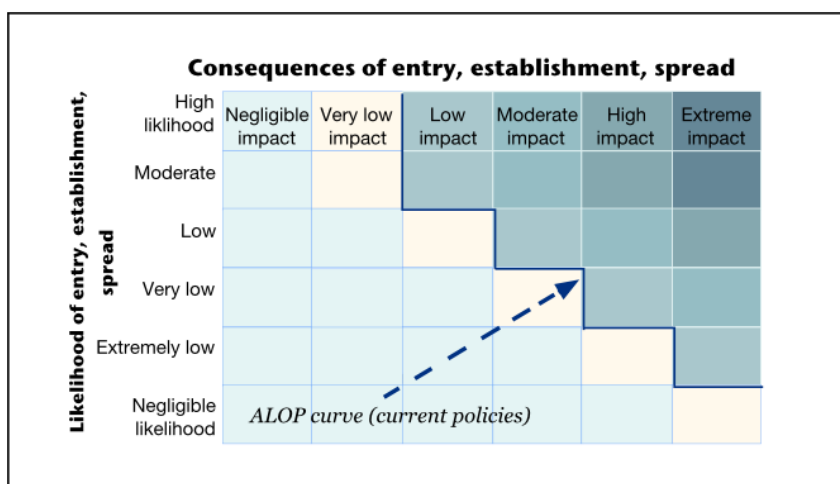 Consequences of entry, establishment, spread
Likelihood of entry, establishment,
spread
High
liklihood
Negligible
impact
Very low
impact
Low
impact
Moderate
impact
High
impact
Extreme
impact
Moderate
Low
Very low
Extremely low
Negligible
likelihood
ALOP curve (current policies)